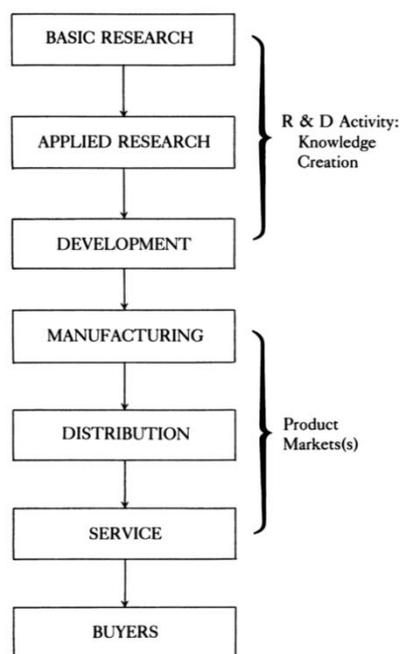 BASIC RESEARCH
APPLIED RESEARCH
DEVELOPMENT
R & D Activity:
Knowledge
Creation
MANUFACTURING
DISTRIBUTION
SERVICE
Product
Markets(s)
BUYERS